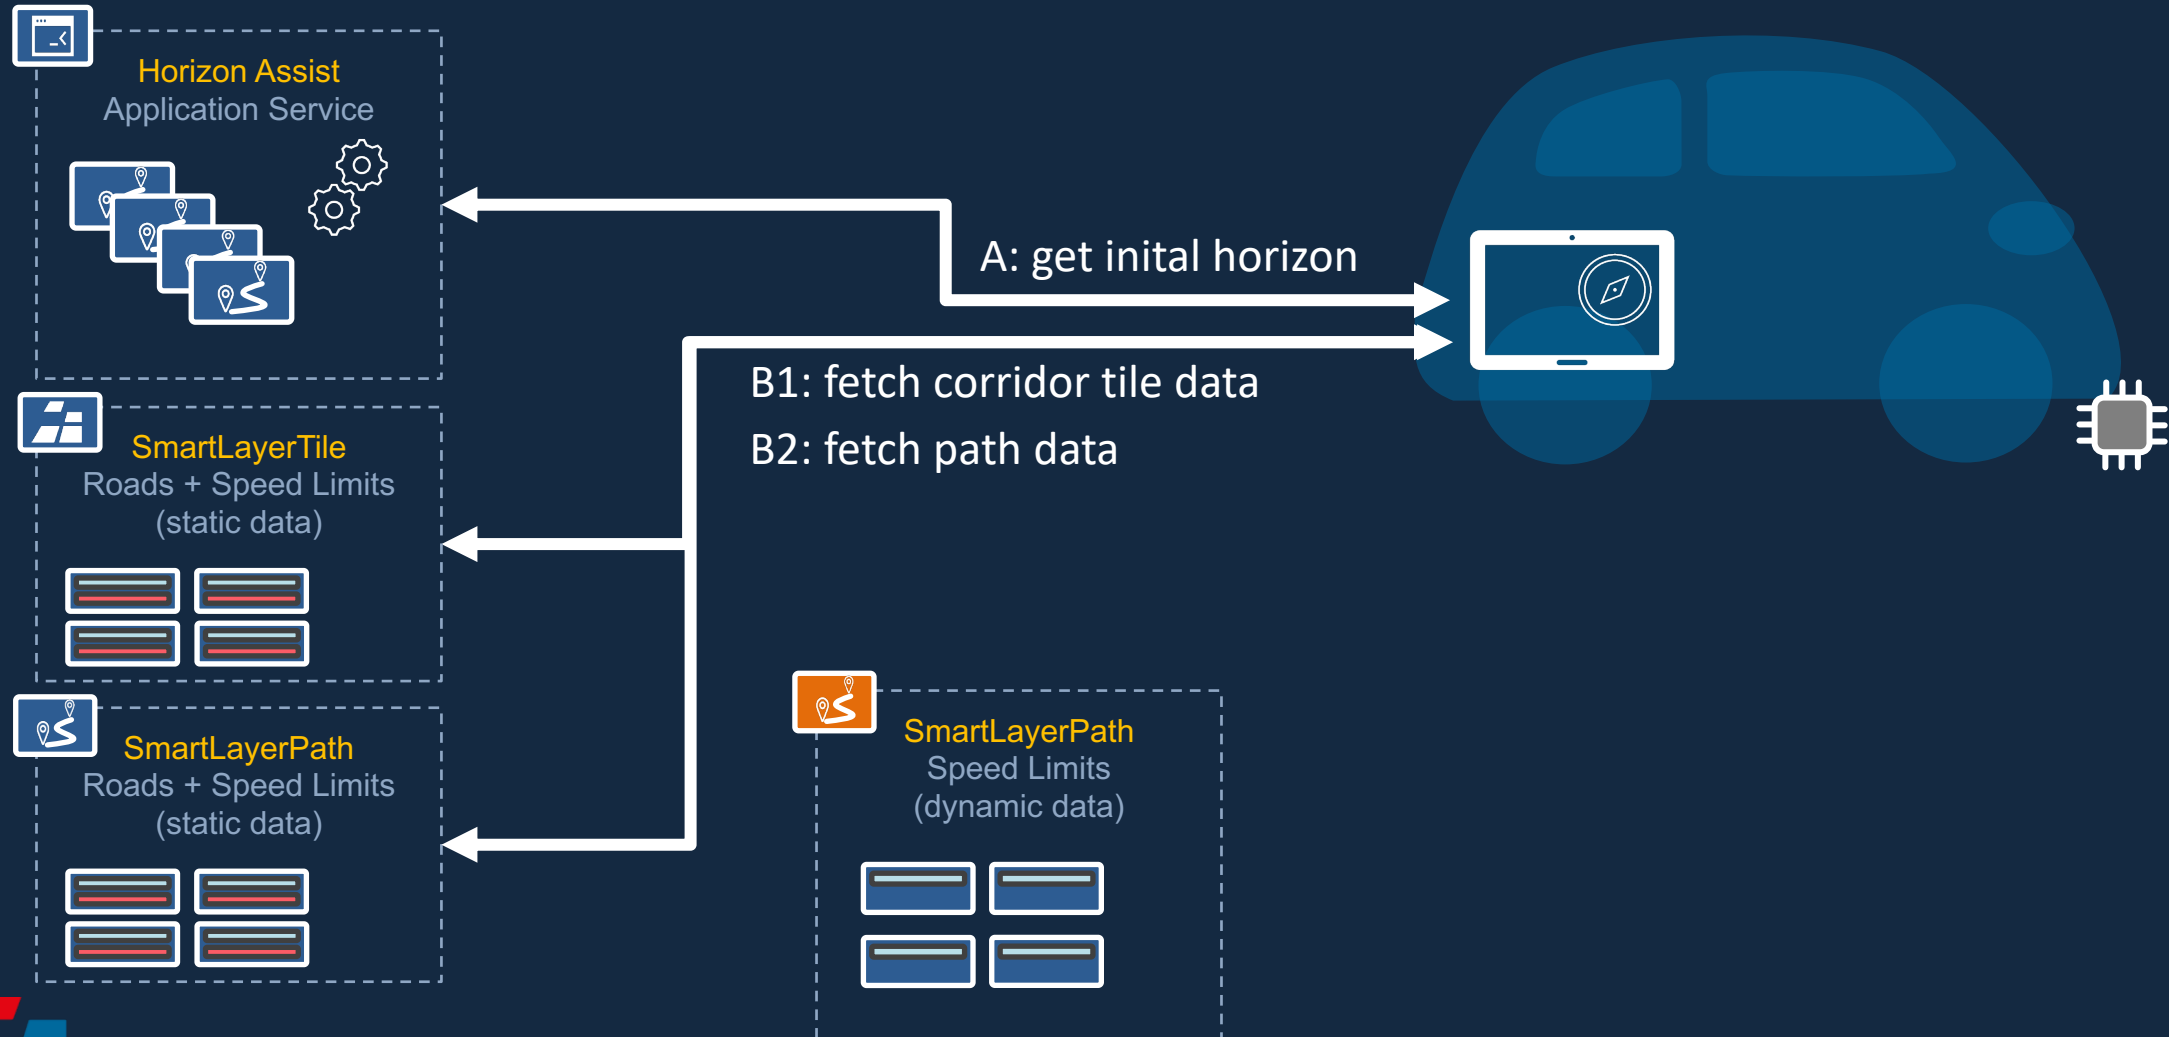 Horizon Assist
Application Service
A: get inital horizon
B1: fetch corridor tile data
B2: fetch path data
SmartLayerTile
Roads + Speed Limits
(static data)
SmartLayerPath
Roads + Speed Limits
(static data)
SmartLayerPath
Speed Limits
(dynamic data)